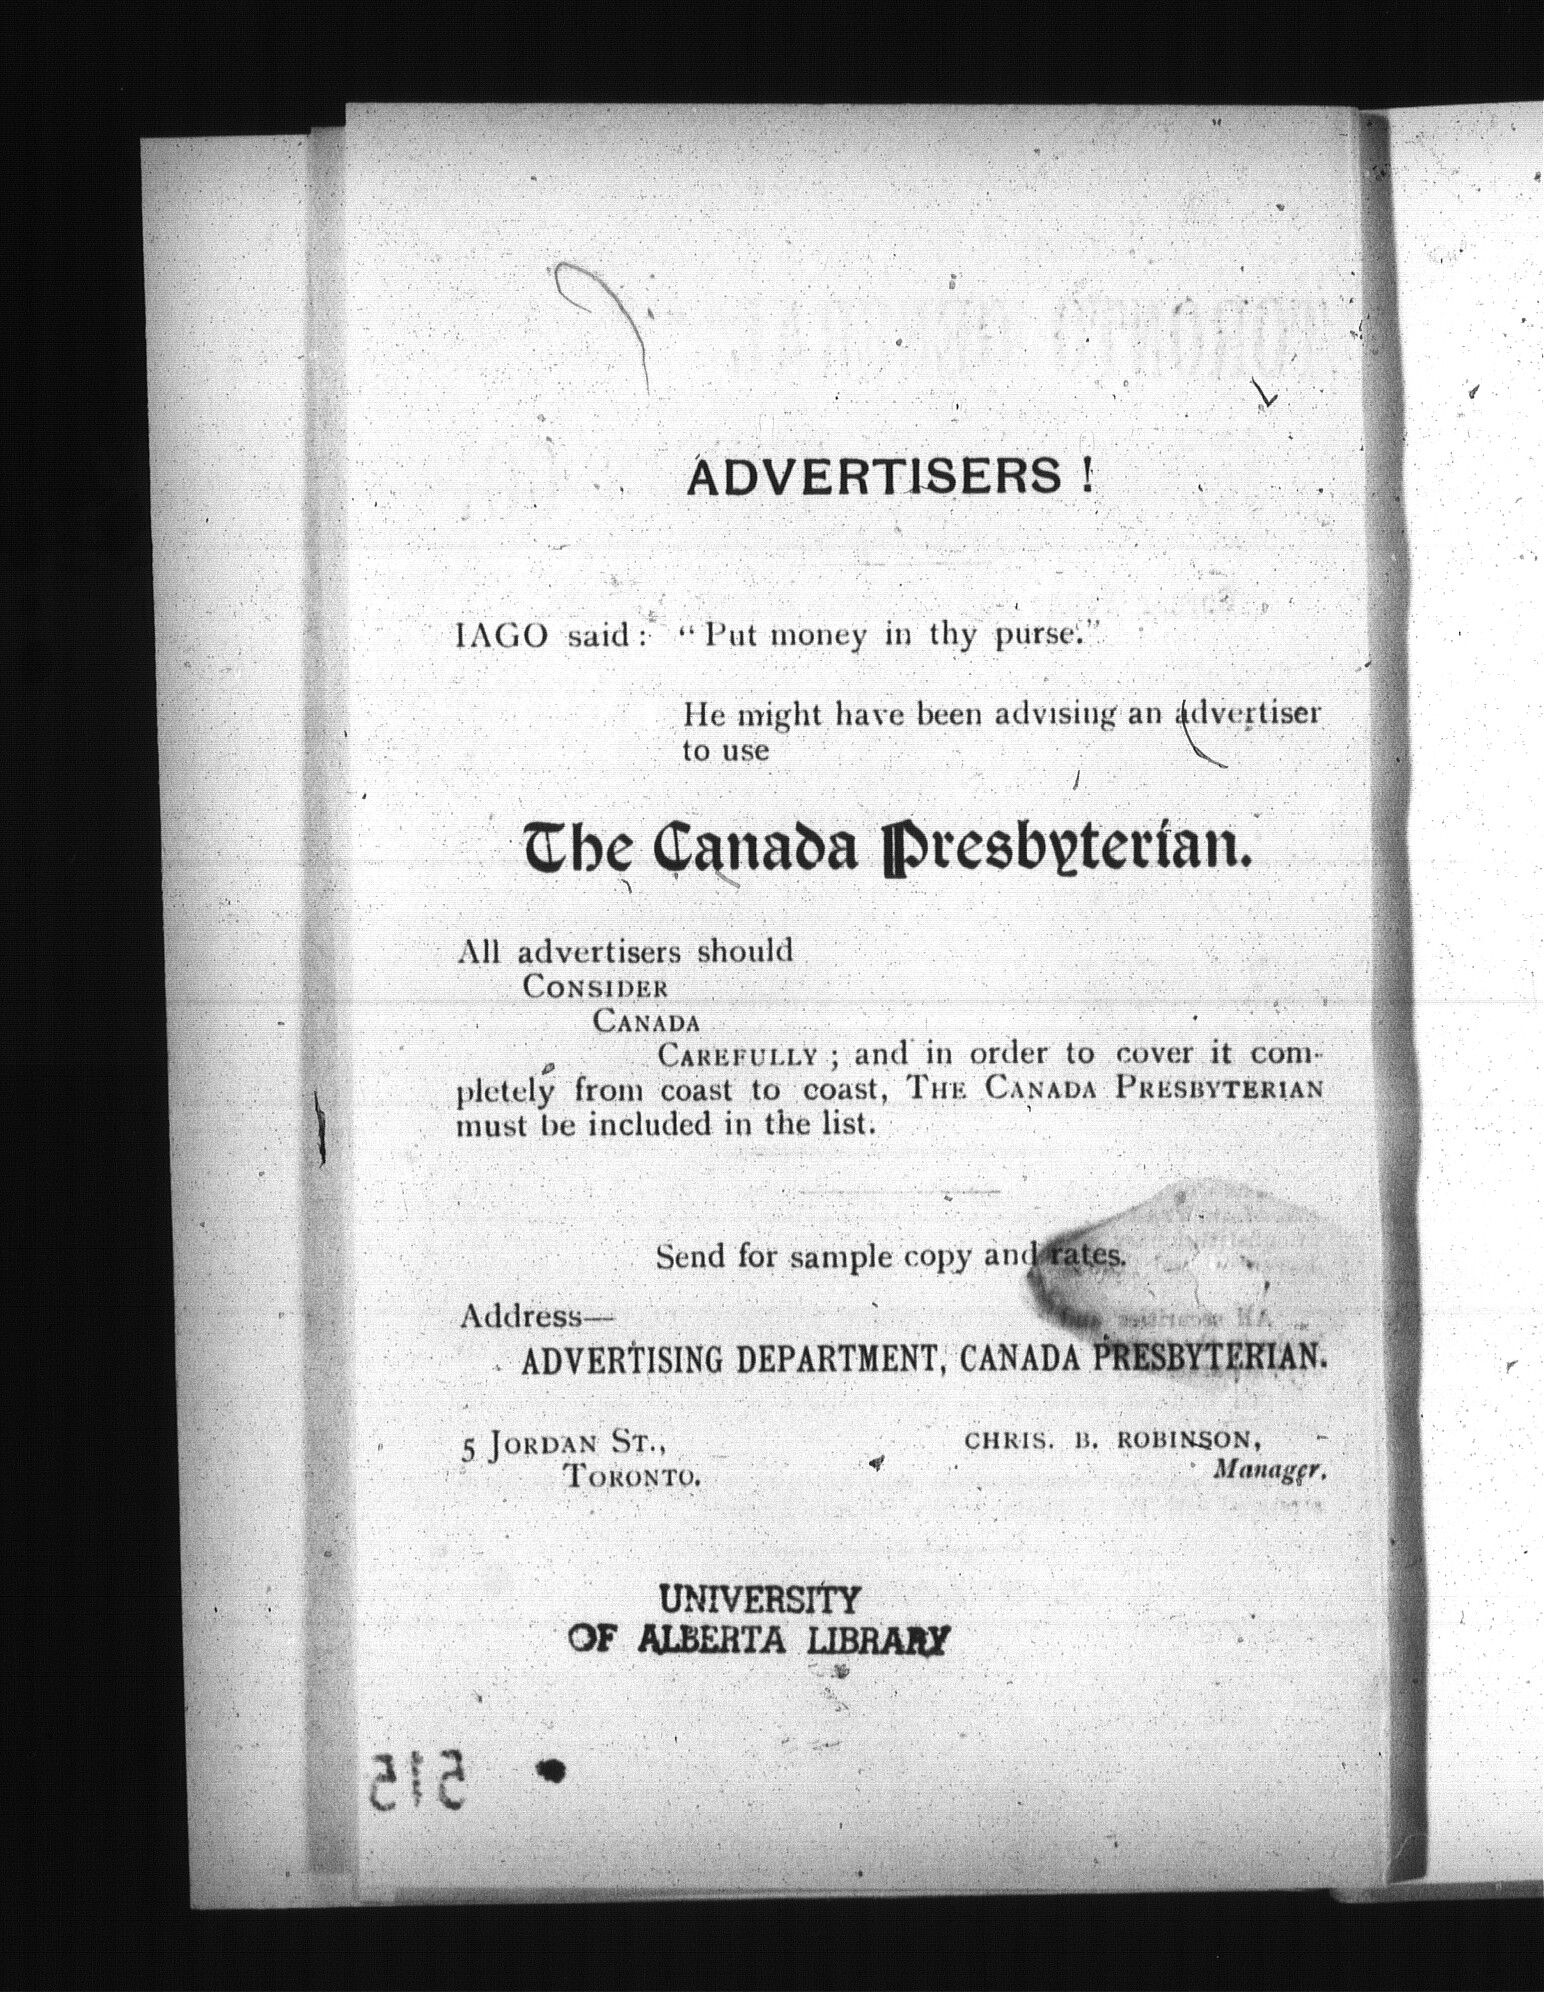 ADVERTISERS !
IAGO said: “Put money in thy purse.”
He might have been advising an advertiser
to use
The Canada Presbyterian.
All advertisers should
CONSIDER
CANADA
CAREFULLY ; and in order to cover it com-
pletely from coast to coast, THE CANADA PRESBYTERIAN
must be included in the list.
Send for sample copy and rates.
Address—
ADVERTISING DEPARTMENT, CANADA PRESBYTERIAN.
5 JORDAN ST.,
TORONTO.
CHRIS. B. ROBINSON,
Manager.
UNIVERSITY
OF ALBERTA LIBRARY
515